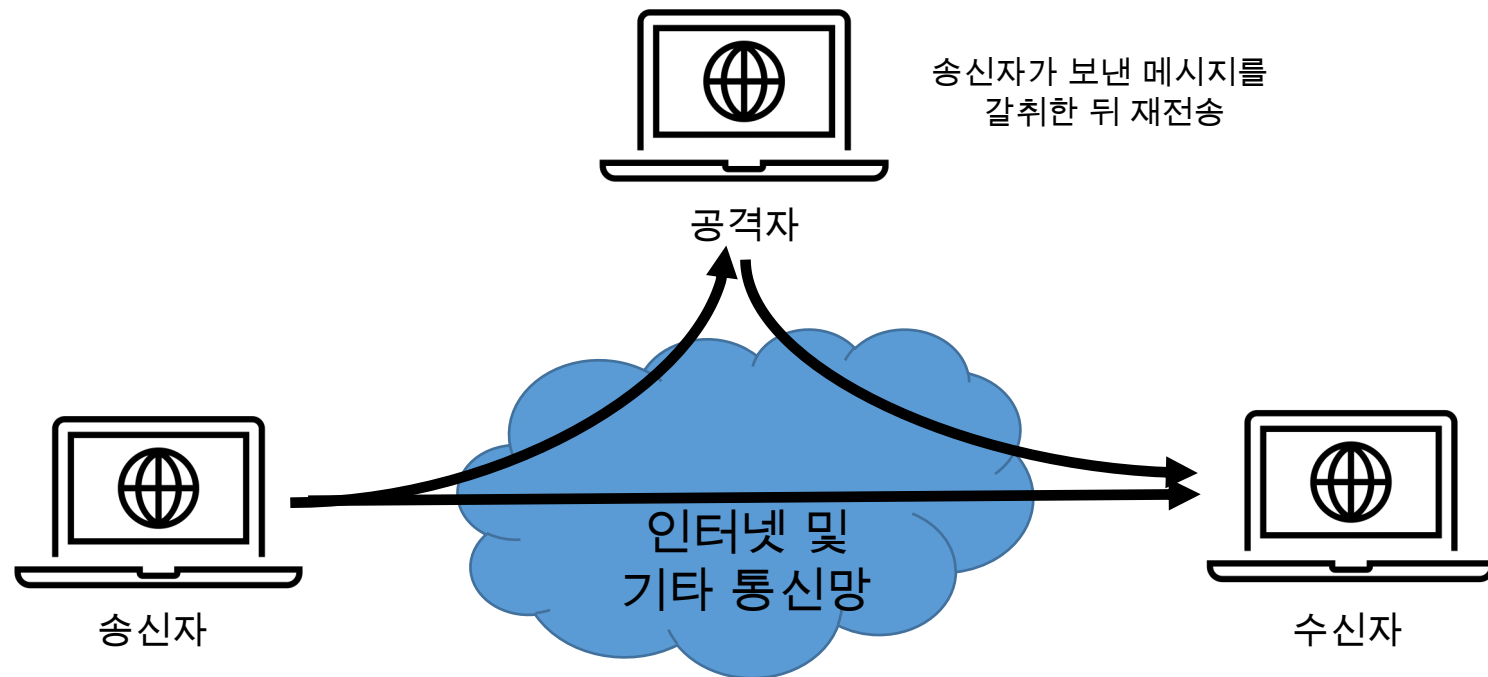 송신자가 보낸 메시지를
갈취한 뒤 재전송
공격자
인터넷 및
기타 통신망
송신자
수신자